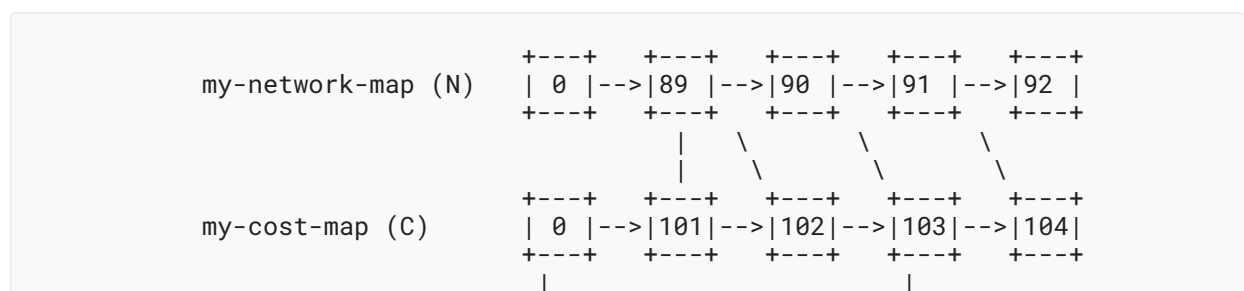 +---+   +---+   +---+   +---+   +---+
my-network-map (N)    | 0 |-->|89 |-->|90 |-->|91 |-->|92 |
                      +---+   +---+   +---+   +---+   +---+
                                |   \       \       \
                                |    \       \       \
                      +---+   +---+   +---+   +---+   +---+
my-cost-map (C)       | 0 |-->|101|-->|102|-->|103|-->|104|
                      +---+   +---+   +---+   +---+   +---+
                       |                       |